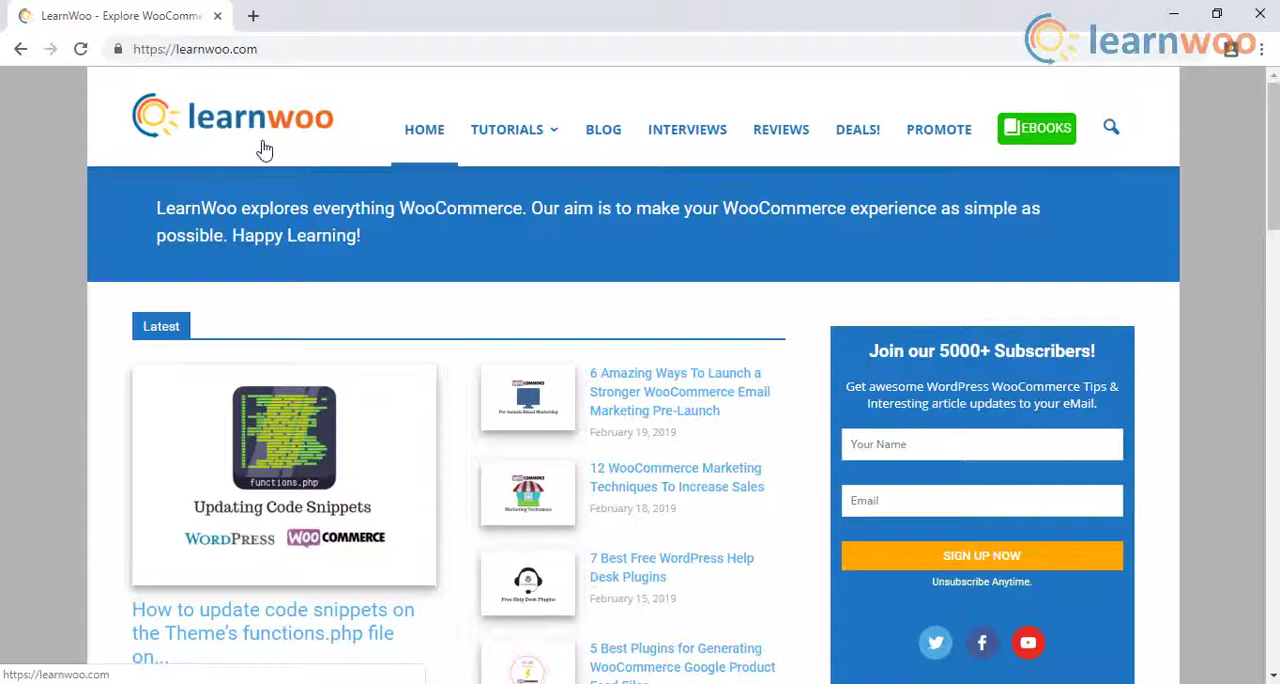 LearnWoo - Explore WooComme
https://learnwoo.com
learnwoo
learnwoo
HOME
TUTORIALS
BLOG
INTERVIEWS
REVIEWS
DEALS!
PROMOTE
EBOOKS
LearnWoo explores everything WooCommerce. Our aim is to make your WooCommerce experience as simple as
possible. Happy Learning!
Latest
functions.php
Updating Code Snippets
WORDPRESS WOO COMMERCE
How to update code snippets on
the Theme's functions.php file
on...
6 Amazing Ways To Launch a
Stronger WooCommerce Email
Marketing Pre-Launch
February 19, 2019
12 WooCommerce Marketing
Techniques To Increase Sales
February 18, 2019
7 Best Free WordPress Help
Desk Plugins
February 15, 2019
5 Best Plugins for Generating
WooCommerce Google Product
Join our 5000+ Subscribers!
Get awesome WordPress WooCommerce Tips &
Interesting article updates to your eMail.
Your Name
Email
SIGN UP NOW
Unsubscribe Anytime.
https://learnwoo.com